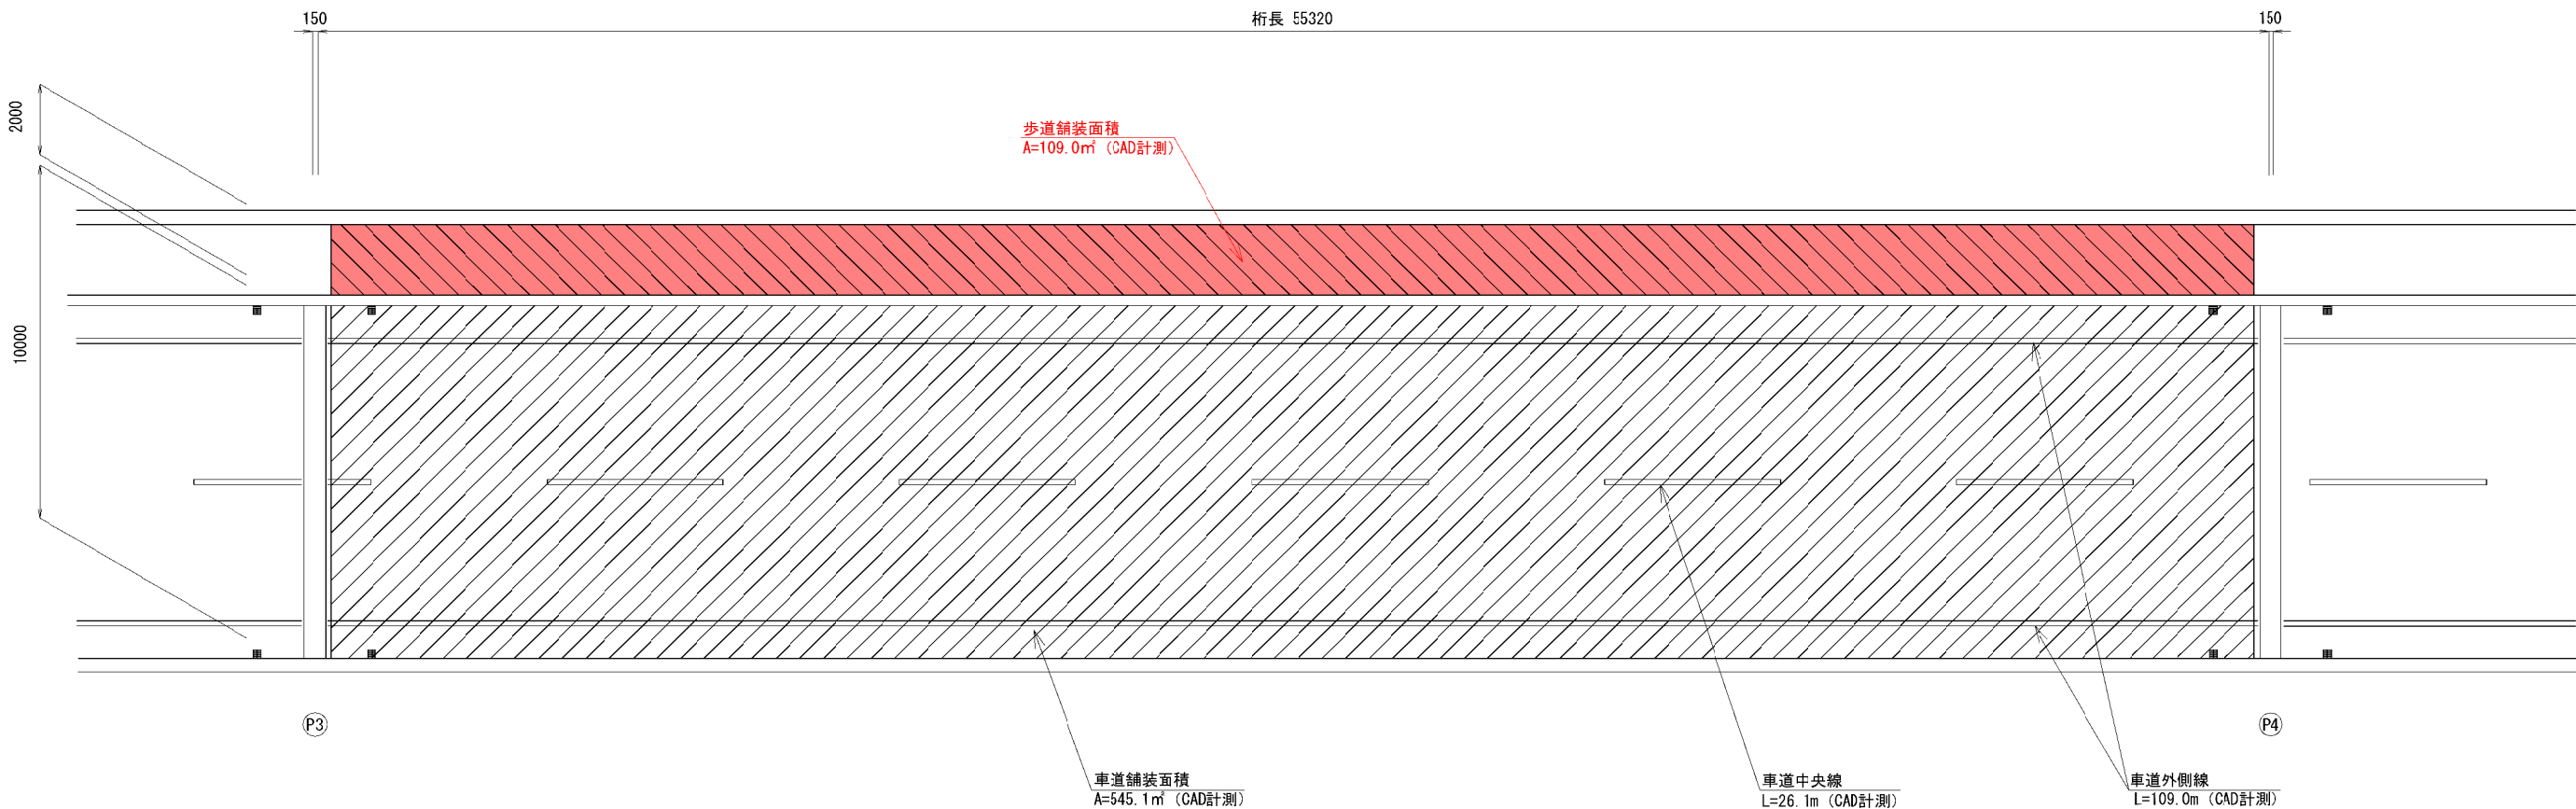 150
桁長 55320
150
2000
歩道舗装面積
A=109.0㎡ (CAD計測)
10000
P3
P4
車道舗装面積
A=545.1㎡ (CAD計測)
車道中央線
L=26.1m (CAD計測)
車道外側線
L=109.0m (CAD計測)